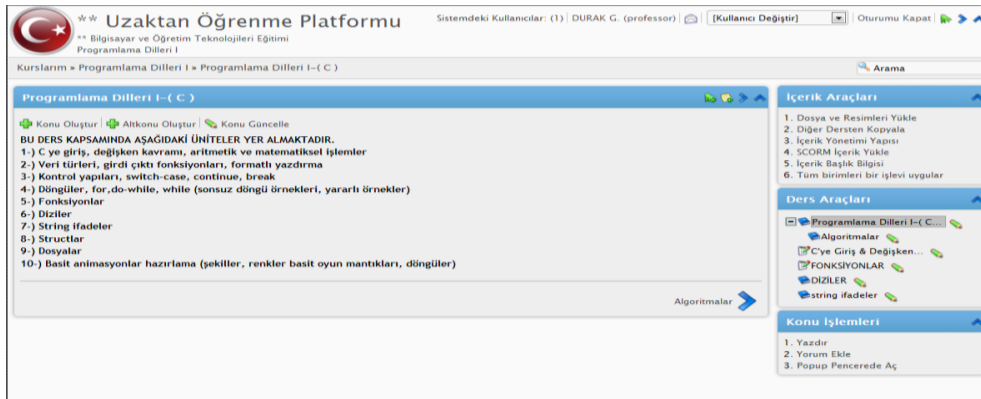 ** Uzaktan Öğrenme Platformu
Sistemdeki Kullanıcılar: (1) DURAK G. (professor) [Kullanıcı Değiştir] Oturumu Kapat
** Bilgisayar ve Öğretim Teknolojileri Eğitimi
Programlama Dilleri I
Kurslarım » Programlama Dilleri I » Programlama Dilleri I-( C )
Arama
Programlama Dilleri I-( C )
Konu Oluştur Altkonu Oluştur Konu Güncelle
BU DERS KAPSAMINDA AŞAĞIDAKİ ÜNİTELER YER ALMAKTADIR.
1-) C ye giriş, değişken kavramı, aritmetik ve matematiksel işlemler
2-) Veri türleri, girdi çıktı fonksiyonları, formatlı yazdırma
3-) Kontrol yapıları, switch-case, continue, break
4-) Döngüler, for,do-while, while (sonsuz döngü örnekleri, yararlı örnekler)
5-) Fonksiyonlar
6-) Diziler
7-) String ifadeler
8-) Structlar
9-) Dosyalar
10-) Basit animasyonlar hazırlama (şekiller, renkler basit oyun mantıkları, döngüler)
Algoritmalar
İçerik Araçları
1. Dosya ve Resimleri Yükle
2. Diğer Dersten Kopyala
3. İçerik Yönetimi Yapısı
4. SCORM İçerik Yükle
5. İçerik Başlık Bilgisi
6. Tüm birimleri bir işlevi uygular
Ders Araçları
Programlama Dilleri I-( C...
Algoritmalar
C'ye Giriş & Değişken...
FONKSİYONLAR
DİZİLER
string ifadeler
Konu İşlemleri
1. Yazdır
2. Yorum Ekle
3. Popup Pencerede Aç